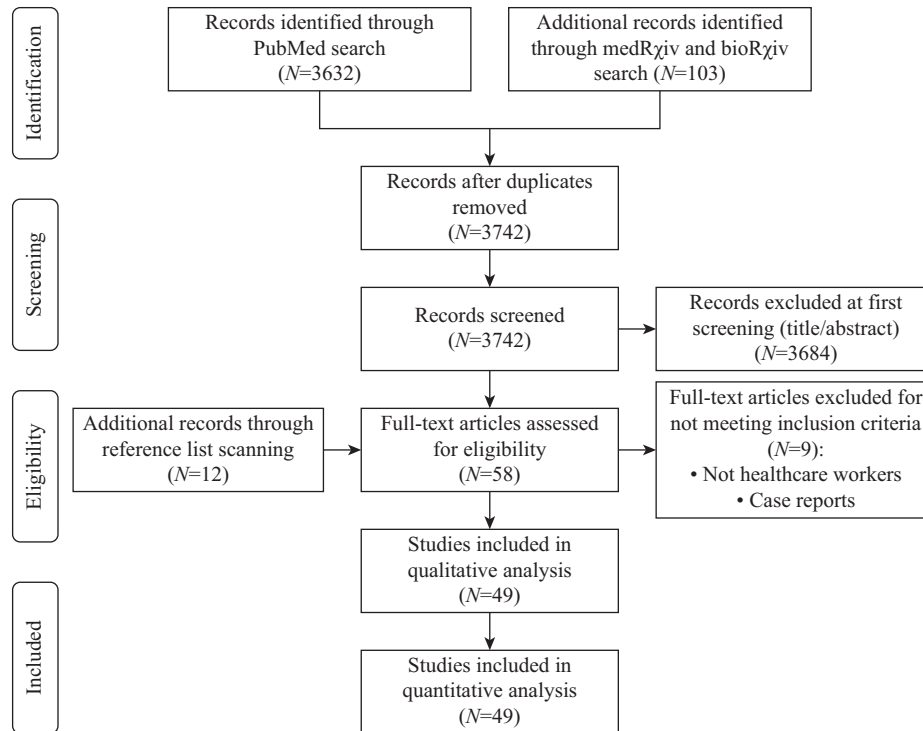 Identification
Records identified through
PubMed search
(N=3632)
Additional records identified
through medRχiv and bioRχiv
search (N=103)
Screening
Records after duplicates
removed
(N=3742)
Records screened
(N=3742)
Records excluded at first
screening (title/abstract)
(N=3684)
Eligibility
Additional records through
reference list scanning
(N=12)
Full-text articles assessed
for eligibility
(N=58)
Full-text articles excluded for
not meeting inclusion criteria
(N=9):
• Not healthcare workers
• Case reports
Included
Studies included in
qualitative analysis
(N=49)
Studies included in
quantitative analysis
(N=49)